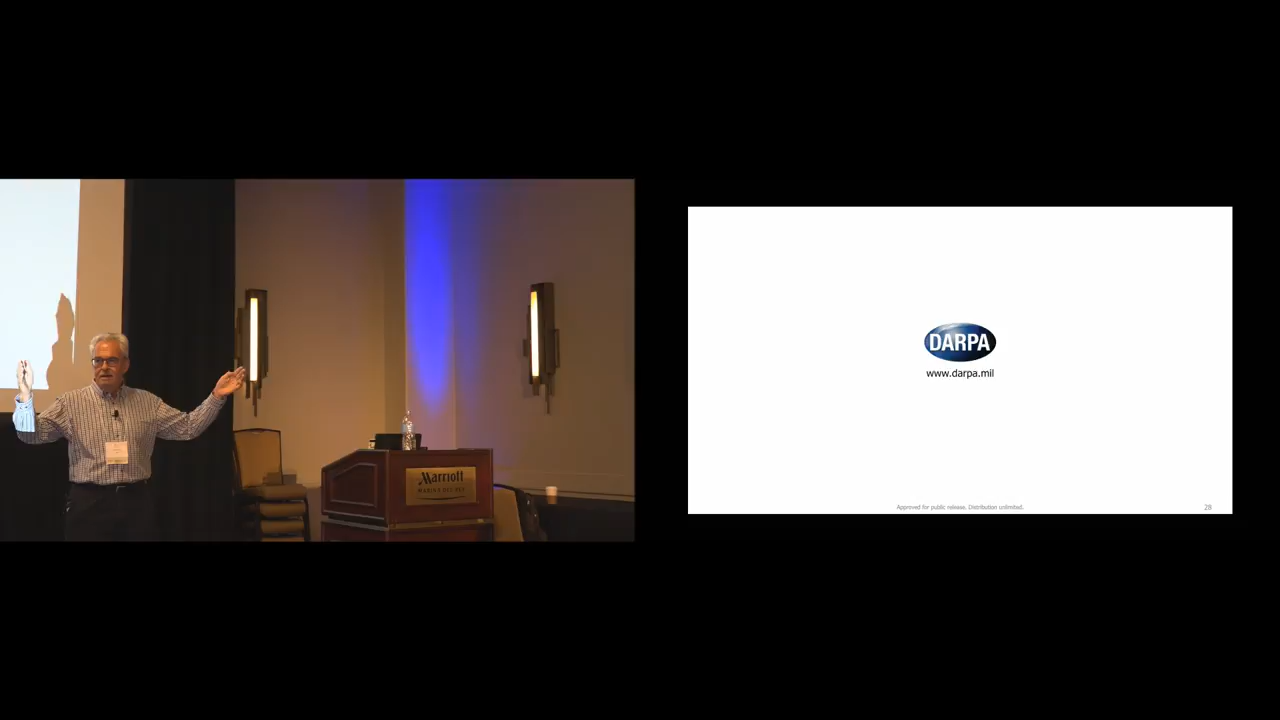 Marriott
DARPA
www.darpa.mil
Approved for public release. Distribution unlimited.
28